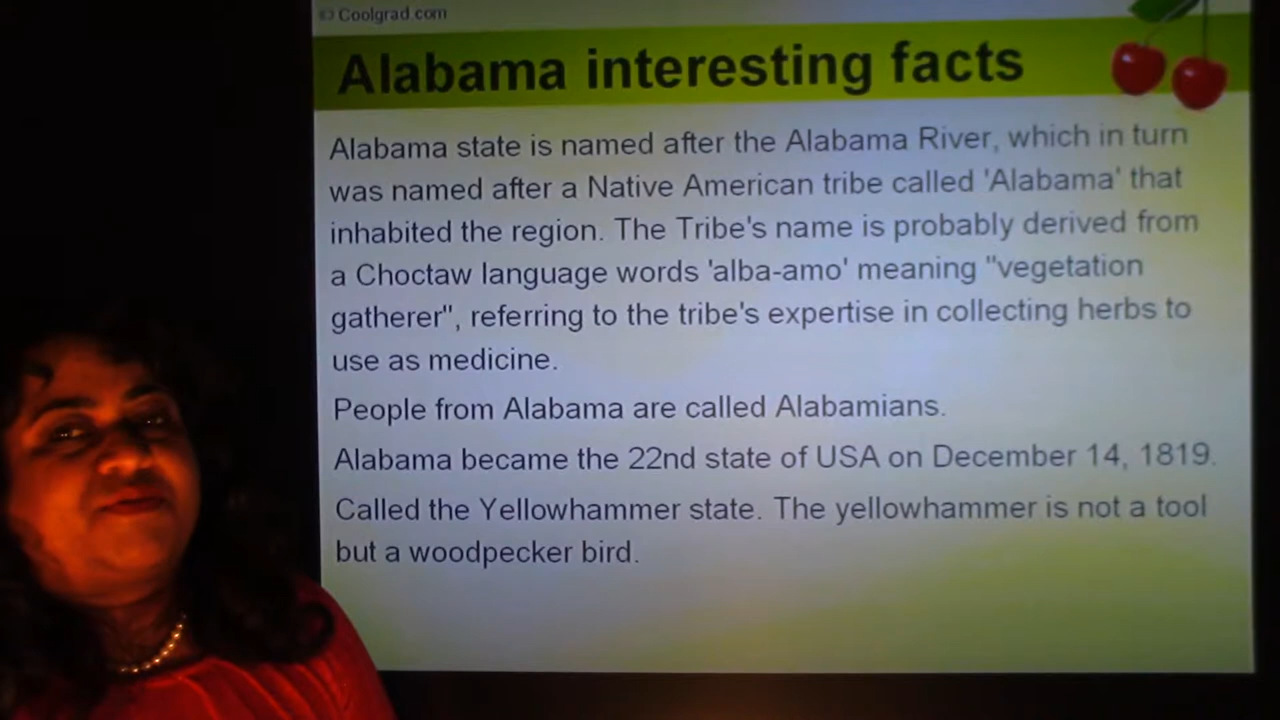 © Coolgrad.com
Alabama interesting facts
Alabama state is named after the Alabama River, which in turn
was named after a Native American tribe called 'Alabama' that
inhabited the region. The Tribe's name is probably derived from
a Choctaw language words 'alba-amo' meaning "vegetation
gatherer", referring to the tribe's expertise in collecting herbs to
use as medicine.
People from Alabama are called Alabamians.
Alabama became the 22nd state of USA on December 14, 1819.
Called the Yellowhammer state. The yellowhammer is not a tool
but a woodpecker bird.